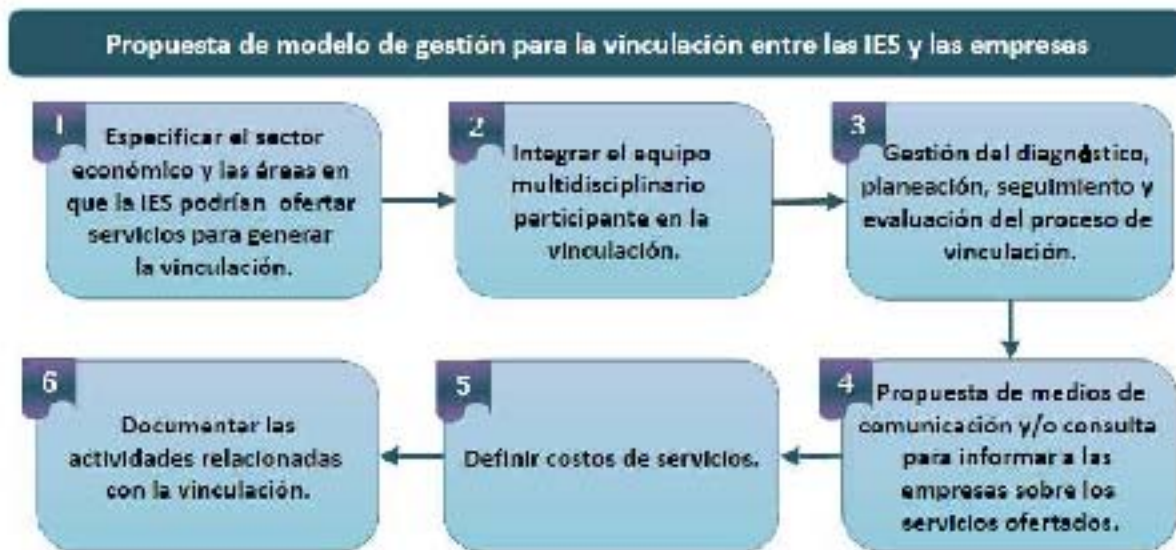 Propuesta de modelo de gestión para la vinculación entre las IES y las empresas
1
Especificar el sector
económico y las áreas en
que la IES podrían ofertar
servicios para generar
la vinculación.
2
Integrar el equipo
multidisciplinario
participante en la
vinculación.
3
Gestión del diagnóstico,
planeación, seguimiento y
evaluación del proceso de
vinculación.
4
Propuesta de medios de
comunicación y/o consulta
para informar a las
empresas sobre los
servicios ofertados.
5
Definir costos de servicios.
6
Documentar las
actividades relacionadas
con la vinculación.